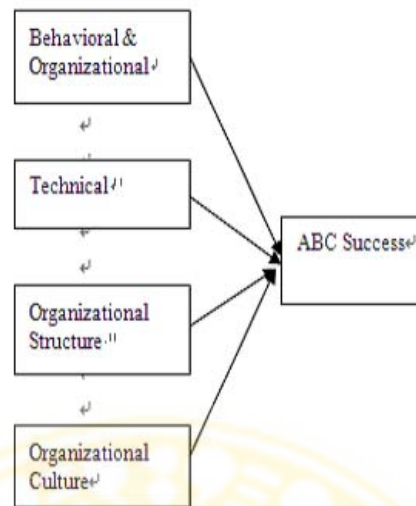 Behavioral &
Organizational
Technical
ABC Success
Organizational
Structure
Organizational
Culture